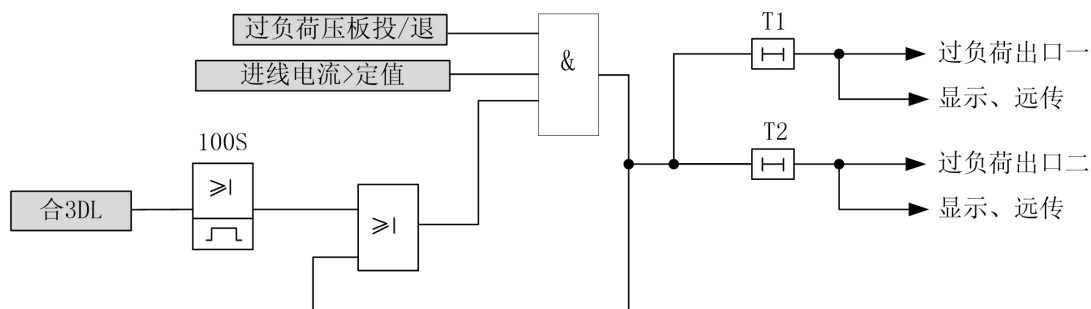 过负荷压板投/退
进线电流>定值
&
T1
过负荷出口一
显示、远传
100S
T2
≥1
过负荷出口二
合3DL
≥1
显示、远传